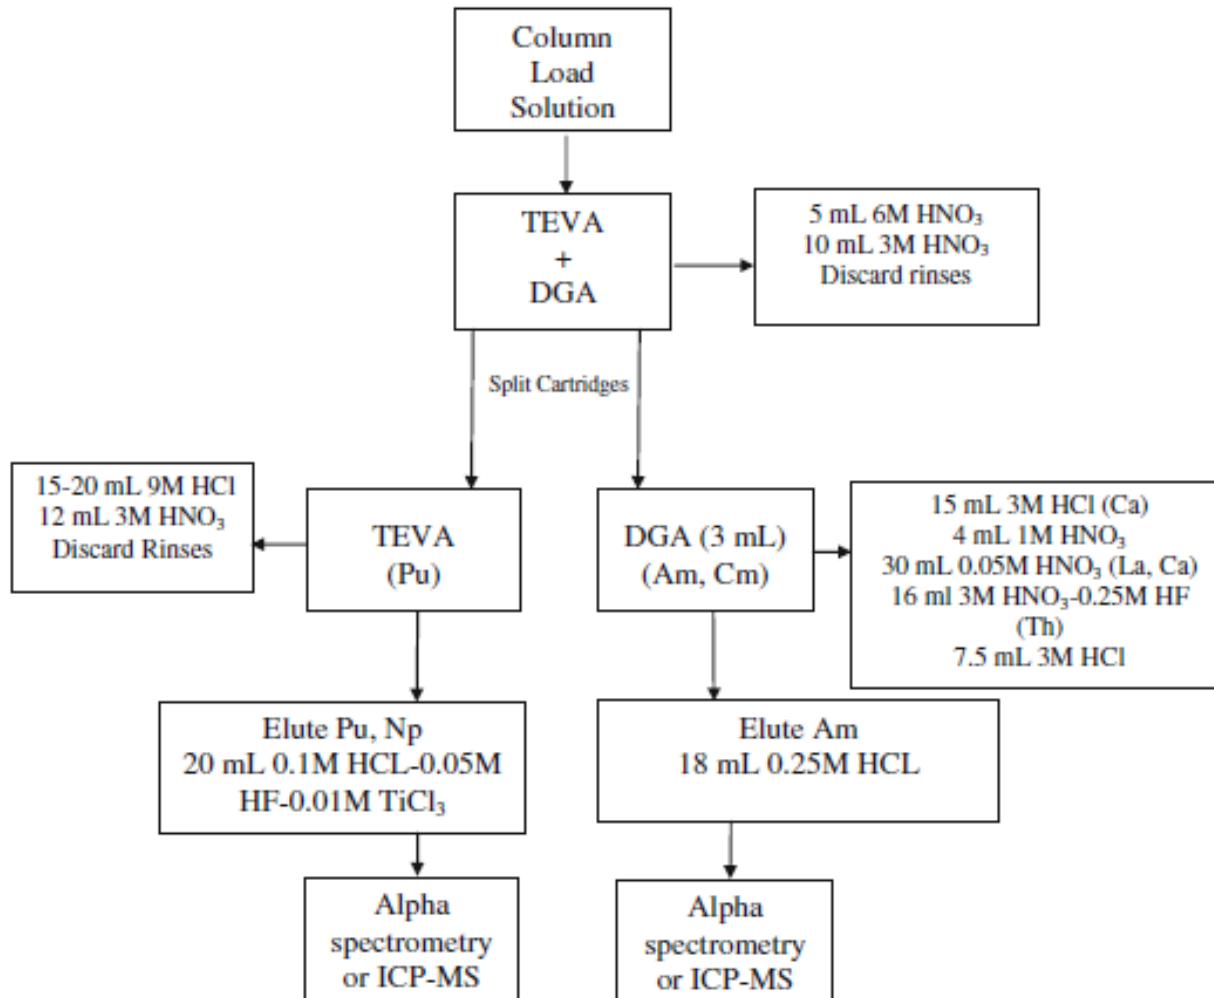 Column
Load
Solution
TEVA
+
DGA
5 mL 6M HNO₃
10 mL 3M HNO₃
Discard rinses
Split Cartridges
15-20 mL 9M HCl
12 mL 3M HNO₃
Discard Rinses
TEVA
(Pu)
DGA (3 mL)
(Am, Cm)
15 mL 3M HCl (Ca)
4 mL 1M HNO₃
30 mL 0.05M HNO₃ (La, Ca)
16 ml 3M HNO₃-0.25M HF
(Th)
7.5 mL 3M HCl
Elute Pu, Np
20 mL 0.1M HCL-0.05M
HF-0.01M TiCl₃
Elute Am
18 mL 0.25M HCL
Alpha
spectrometry
or ICP-MS
Alpha
spectrometry
or ICP-MS